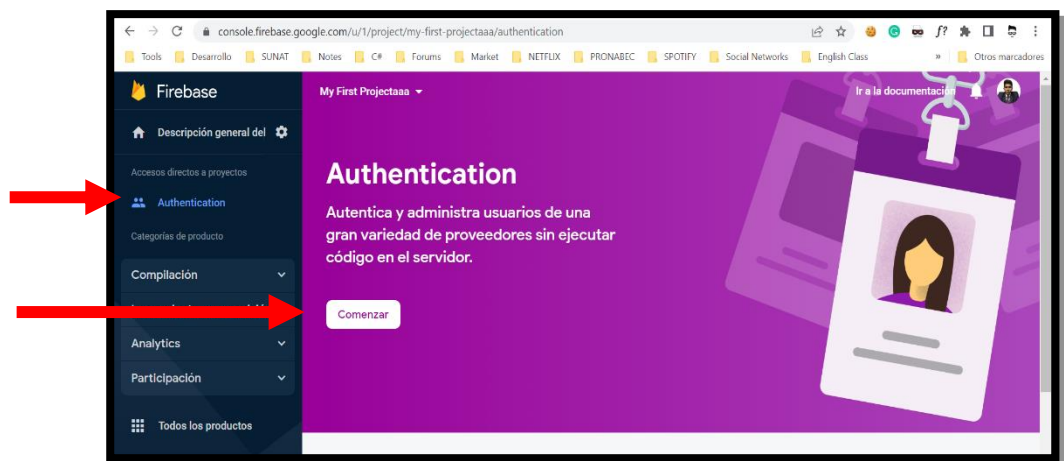 console.firebase.google.com/u/1/project/my-first-projectaaa/authentication
f?
Tools Desarrollo SUNAT Notes C# Forums Market NETFLIX PRONABEC SPOTIFY Social Networks English Class » Otros marcadores
Firebase
My First Projectaaa
Ir a la documentación
Descripción general del
Accesos directos a proyectos
Authentication
Categorías de producto
Compilación
Analytics
Participación
Todos los productos
Authentication
Autentica y administra usuarios de una
gran variedad de proveedores sin ejecutar
código en el servidor.
Comenzar